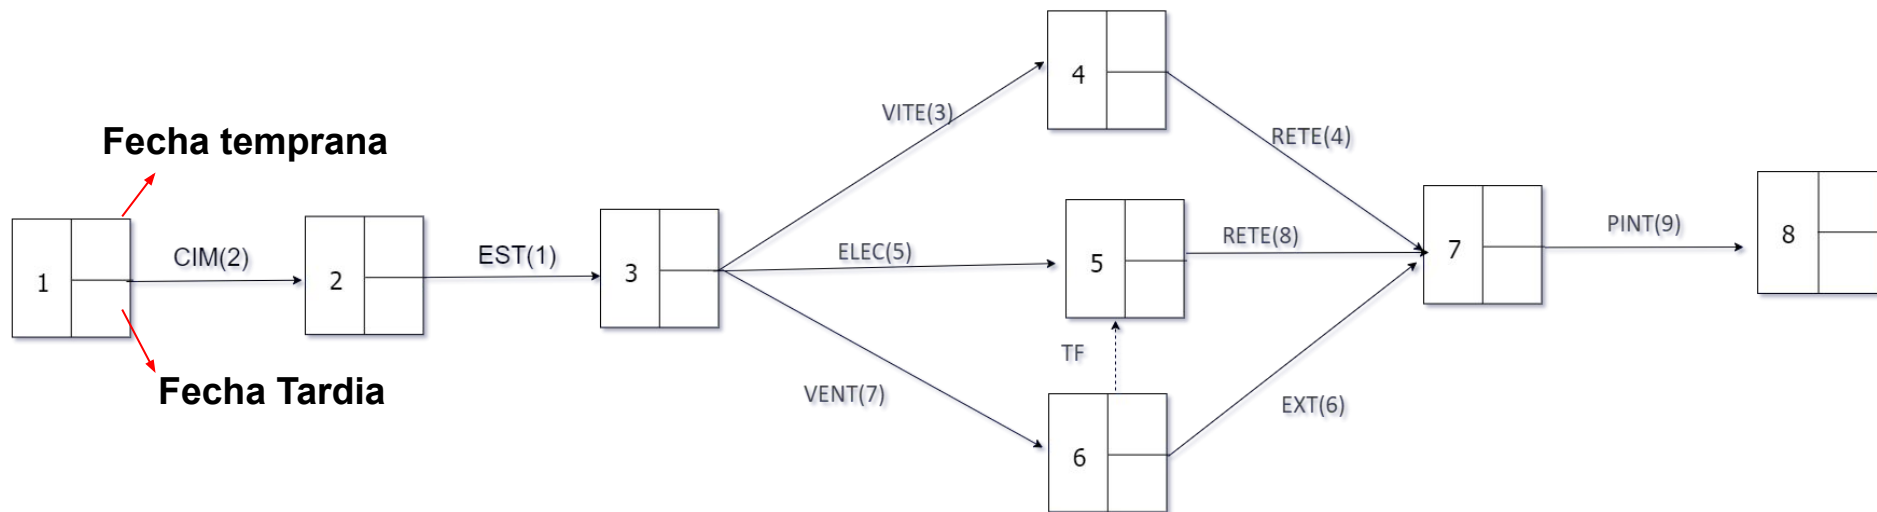 4
VITE(3)
RETE(4)
Fecha temprana
1
CIM(2)
2
EST(1)
3
ELEC(5)
5
RETE(8)
7
PINT(9)
8
TF
Fecha Tardia
VENT(7)
6
EXT(6)